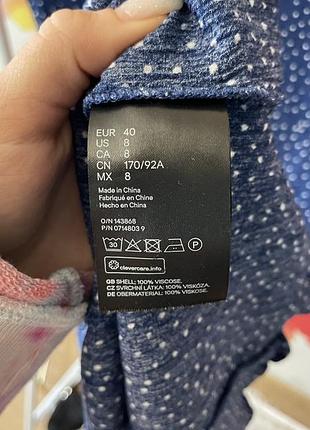 EUR 40
US 8
CA 8
CN 170/92A
MX 8
Made in China
Fabriqué en Chine
Hecho en China
O/N 143868
P/N 0714803 9
30 P
clevercare.info
GB SHELL: 100% VISCOSE.
CZ SVRCHNÍ LÁTKA: 100% VISKÓZA.
DE OBERMATERIAL: 100% VISKOSE.